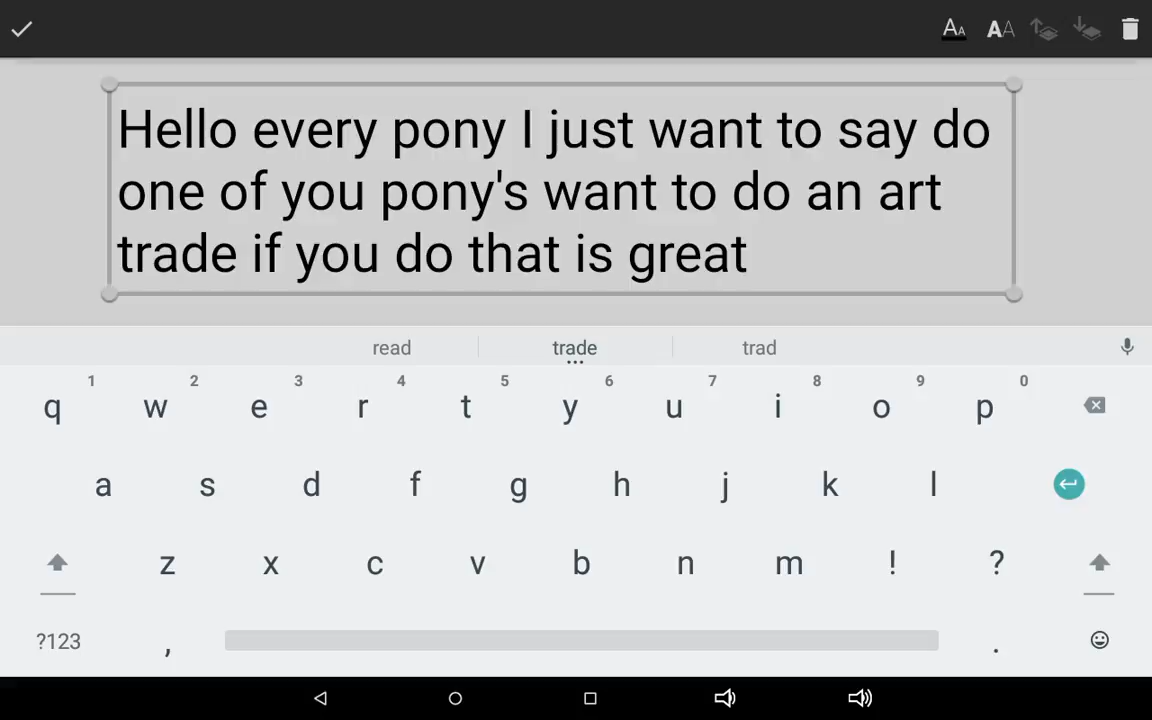 AA AA
Hello every pony I just want to say do
one of you pony's want to do an art
trade if you do that is great
read trade trad
1 2 3 4 5 6 7 8 9 0
q w e r t y u i o p
a s d f g h j k l
z x c v b n m ! ?
?123 , .